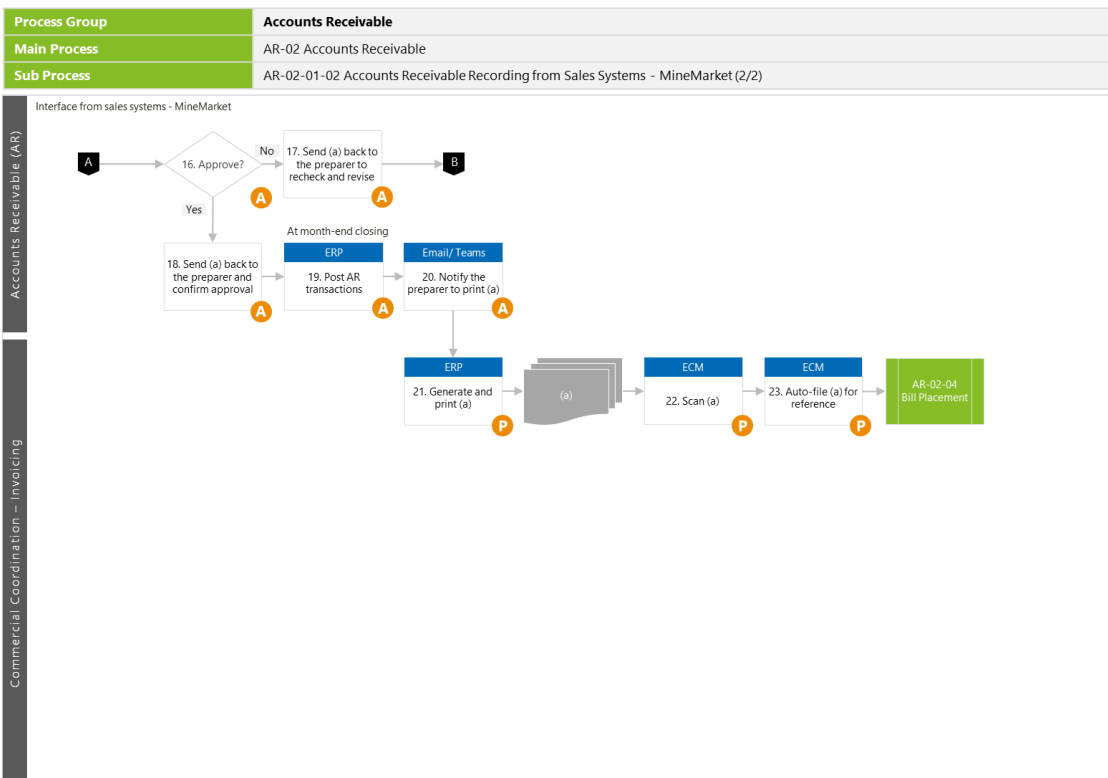 Process Group
Accounts Receivable
Main Process
AR-02 Accounts Receivable
Sub Process
AR-02-01-02 Accounts Receivable Recording from Sales Systems - MineMarket (2/2)
Accounts Receivable (AR)
Interface from sales systems - MineMarket
A
16. Approve?
No
A
17. Send (a) back to
the preparer to
recheck and revise
A
B
Yes
18. Send (a) back to
the preparer and
confirm approval
A
At month-end closing
ERP
19. Post AR
transactions
A
Email/ Teams
20. Notify the
preparer to print (a)
A
Commercial Coordination – Invoicing
ERP
21. Generate and
print (a)
P
(a)
ECM
22. Scan (a)
P
ECM
23. Auto-file (a) for
reference
P
AR-02-04
Bill Placement